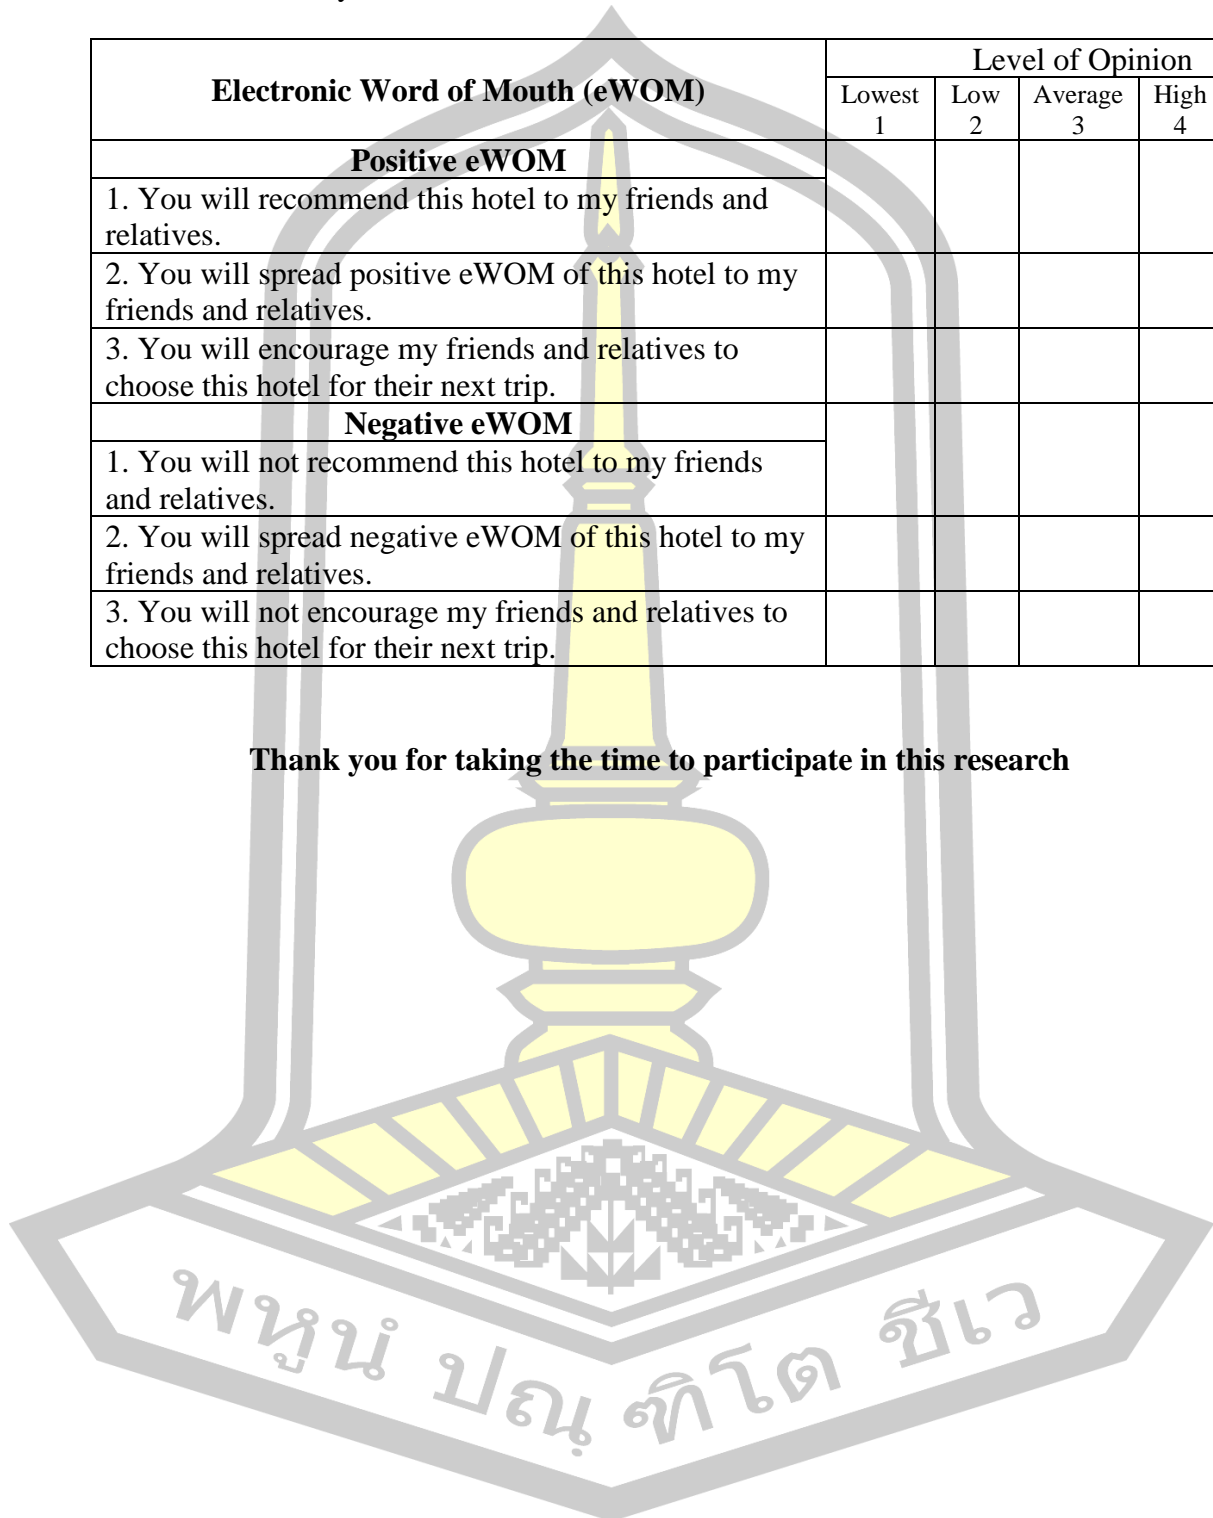 Level of Opinion
Electronic Word of Mouth (eWOM)
Lowest Low Average High
1 2 3 4
Positive eWOM
1. You will recommend this hotel to my friends and
relatives.
2. You will spread positive eWOM of this hotel to my
friends and relatives.
3. You will encourage my friends and relatives to
choose this hotel for their next trip.
Negative eWOM
1. You will not recommend this hotel to my friends
and relatives.
2. You will spread negative eWOM of this hotel to my
friends and relatives.
3. You will not encourage my friends and relatives to
choose this hotel for their next trip.
Thank you for taking the time to participate in this research
พหูนํ ปณฺ ฑิโต ชีเว